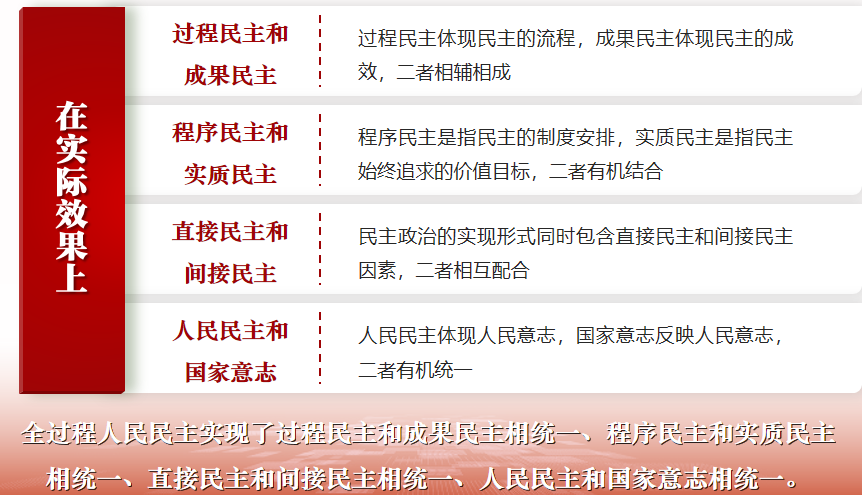 在实际效果上
过程民主和
成果民主
过程民主体现民主的流程，成果民主体现民主的成
效，二者相辅相成
程序民主和
实质民主
程序民主是指民主的制度安排，实质民主是指民主
始终追求的价值目标，二者有机结合
直接民主和
间接民主
民主政治的实现形式同时包含直接民主和间接民主
因素，二者相互配合
人民民主和
国家意志
人民民主体现人民意志，国家意志反映人民意志，
二者有机统一
全过程人民民主实现了过程民主和成果民主相统一、程序民主和实质民主
相统一、直接民主和间接民主相统一、人民民主和国家意志相统一。